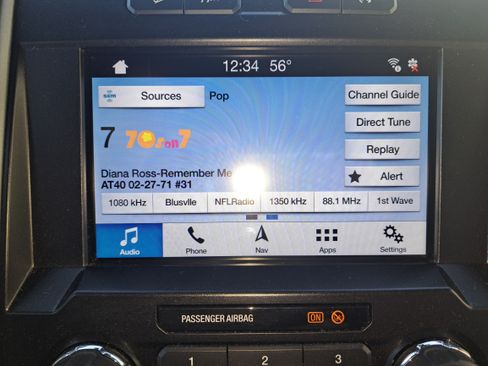 12:34 56°
SXM Sources Pop Channel Guide
Direct Tune
7 70s on 7
Replay
Diana Ross-Remember Me
Alert
AT40 02-27-71 #31
1080 kHz Blusvlle NFLRadio 1350 kHz 88.1 MHz 1st Wave
Audio Phone Nav Apps Settings
PASSENGER AIRBAG ON
1 2 3